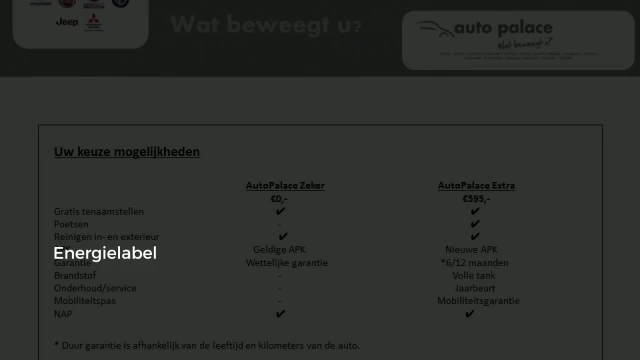 Jeep
Wat beweegt u?
auto palace
Wat beweegt u?
Uw keuze mogelijkheden
AutoPalace Zeker AutoPalace Extra
€0,- €595,-
Gratis tenaamstellen ✔ ✔
Poetsen - ✔
Reinigen in- en exterieur ✔ ✔
Energielabel
Geldige APK Nieuwe APK
Garantie Wettelijke garantie *6/12 maanden
Brandstof - Volle tank
Onderhoud/service - Jaarbeurt
Mobiliteitspas - Mobiliteitsgarantie
NAP ✔ ✔
* Duur garantie is afhankelijk van de leeftijd en kilometers van de auto.